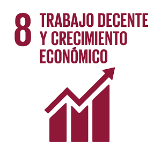 8 TRABAJO DECENTE
Y CRECIMIENTO
ECONÓMICO